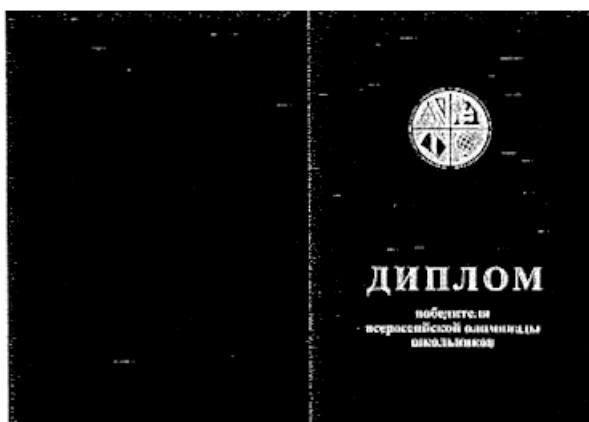 ДИПЛОМ
победителя
всероссийской олимпиады
школьников